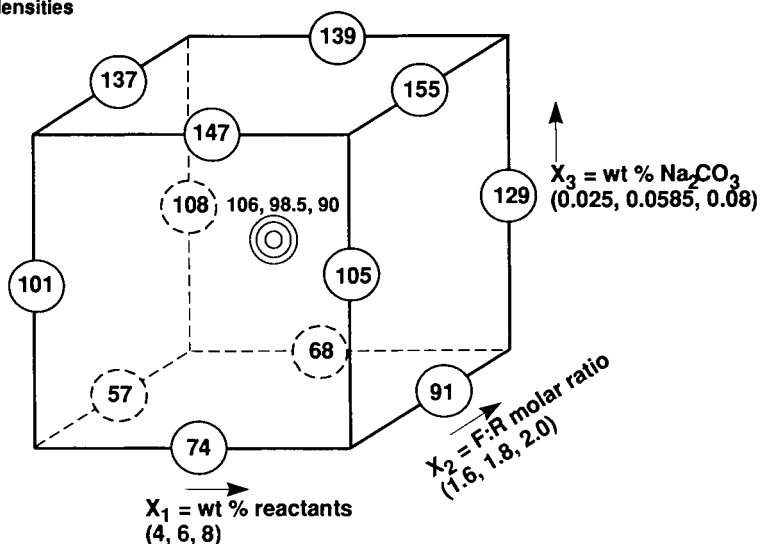 densities
139
137
155
147
X3 = wt % Na2CO3
(0.025, 0.0585, 0.08)
108
106, 98.5, 90
129
101
105
68
57
91
74
X2 = F:R molar ratio
(1.6, 1.8, 2.0)
X1 = wt % reactants
(4, 6, 8)